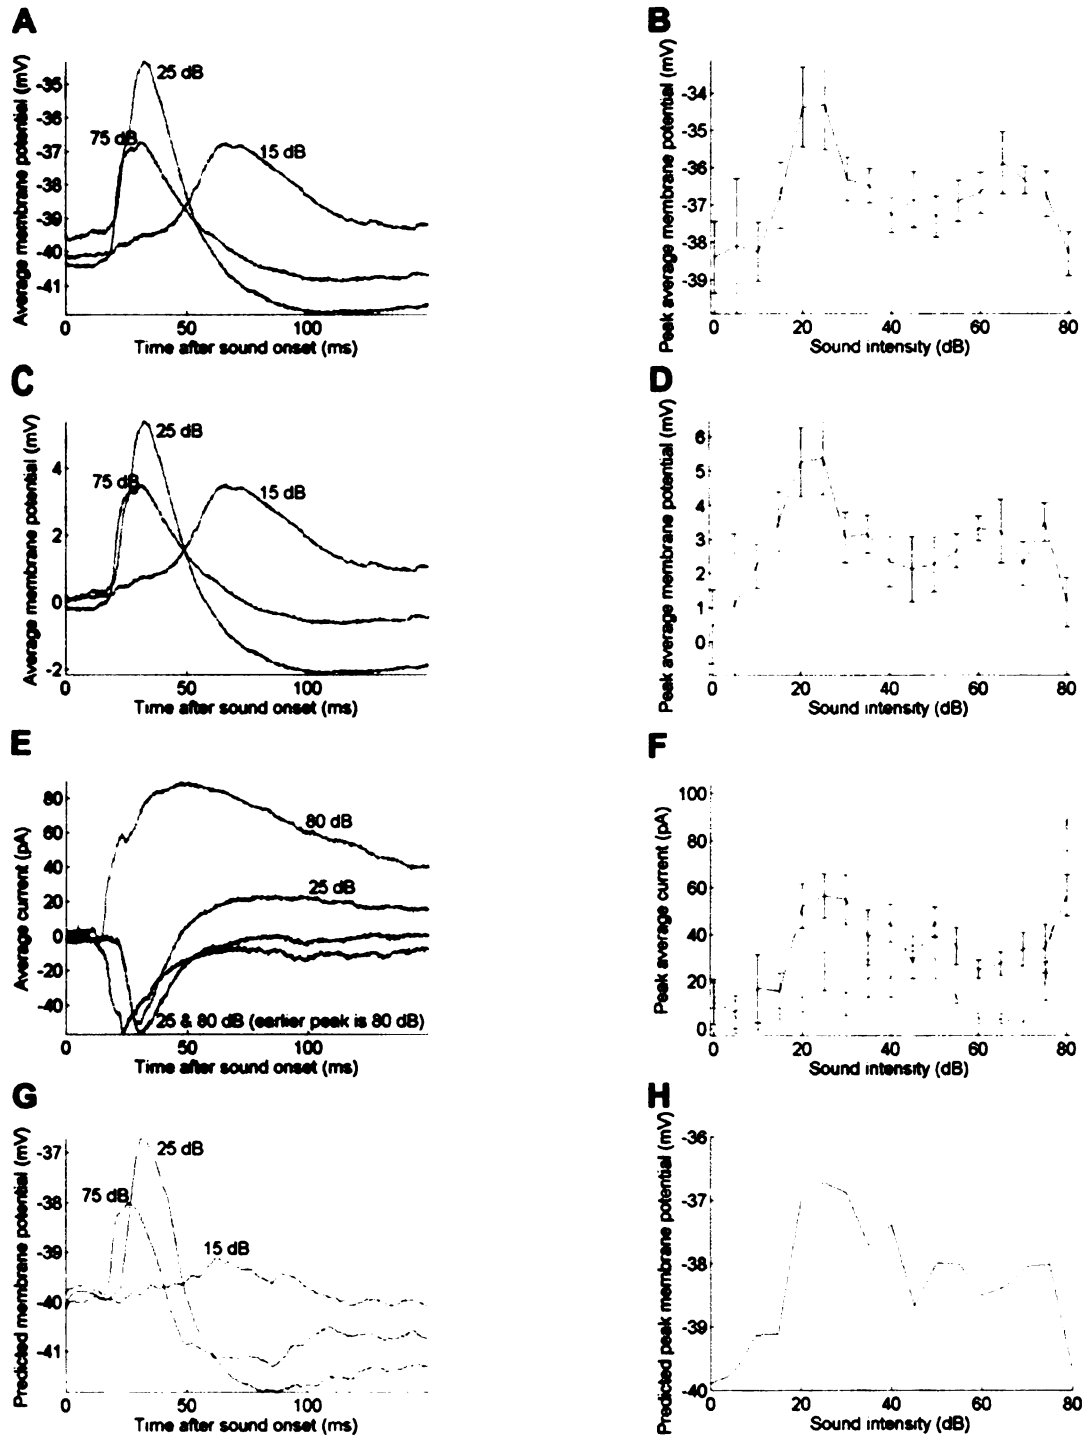 A
B
Average membrane potential (mV)
-35
-36
-37
-38
-39
-40
-41
25 dB
75 dB
15 dB
0
50
100
Time after sound onset (ms)
Peak average membrane potential (mV)
-34
-35
-36
-37
-38
-39
0
20
40
60
80
Sound intensity (dB)
C
D
Average membrane potential (mV)
4
2
0
-2
25 dB
75 dB
15 dB
0
50
100
Time after sound onset (ms)
Peak average membrane potential (mV)
6
5
4
3
2
1
0
0
20
40
60
80
Sound intensity (dB)
E
F
Average current (pA)
80
60
40
20
0
-20
-40
80 dB
25 dB
25 & 80 dB (earlier peak is 80 dB)
0
50
100
Time after sound onset (ms)
Peak average current (pA)
100
80
60
40
20
0
0
20
40
60
80
Sound intensity (dB)
G
H
Predicted membrane potential (mV)
-37
-38
-39
-40
-41
25 dB
75 dB
15 dB
0
50
100
Time after sound onset (ms)
Predicted peak membrane potential (mV)
-36
-37
-38
-39
-40
0
20
40
60
80
Sound intensity (dB)